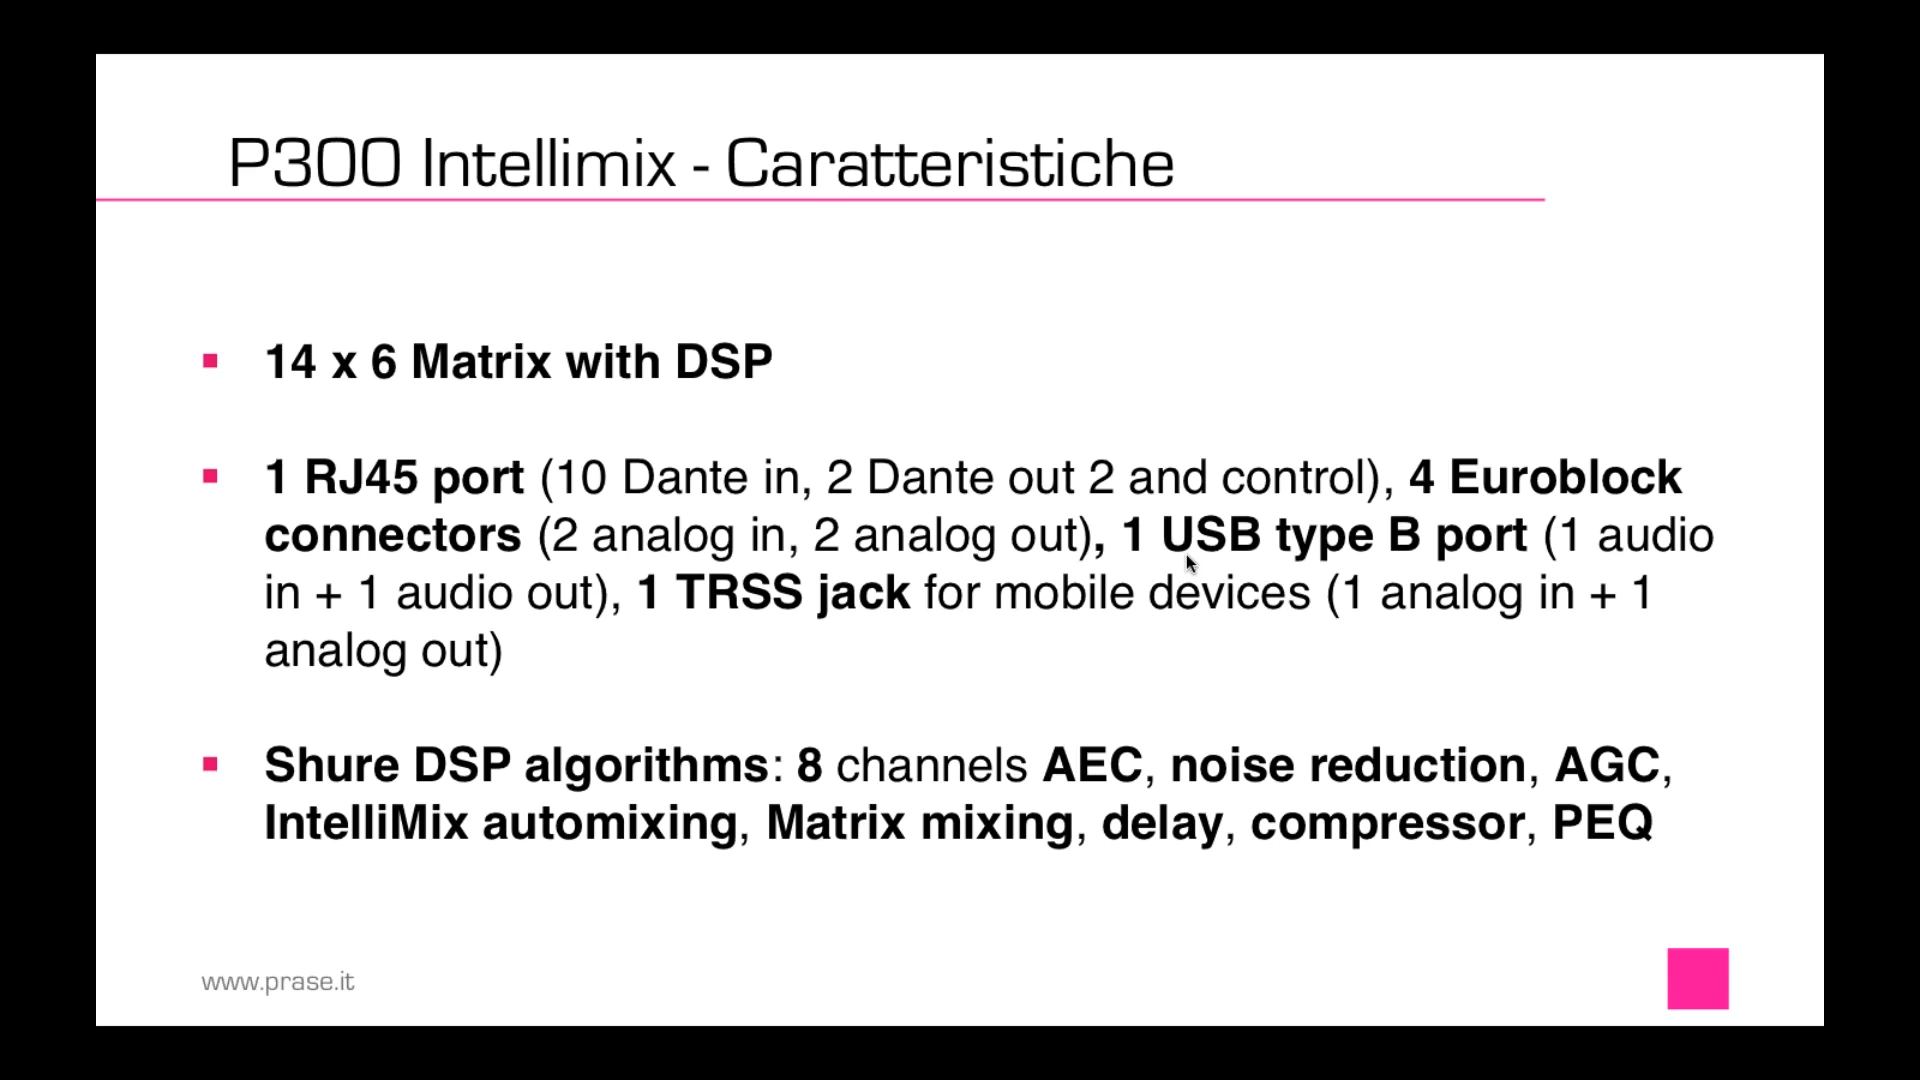 P300 Intellimix - Caratteristiche
14 x 6 Matrix with DSP
1 RJ45 port (10 Dante in, 2 Dante out 2 and control), 4 Euroblock
connectors (2 analog in, 2 analog out), 1 USB type B port (1 audio
in + 1 audio out), 1 TRSS jack for mobile devices (1 analog in + 1
analog out)
Shure DSP algorithms: 8 channels AEC, noise reduction, AGC,
IntelliMix automixing, Matrix mixing, delay, compressor, PEQ
www.prase.it